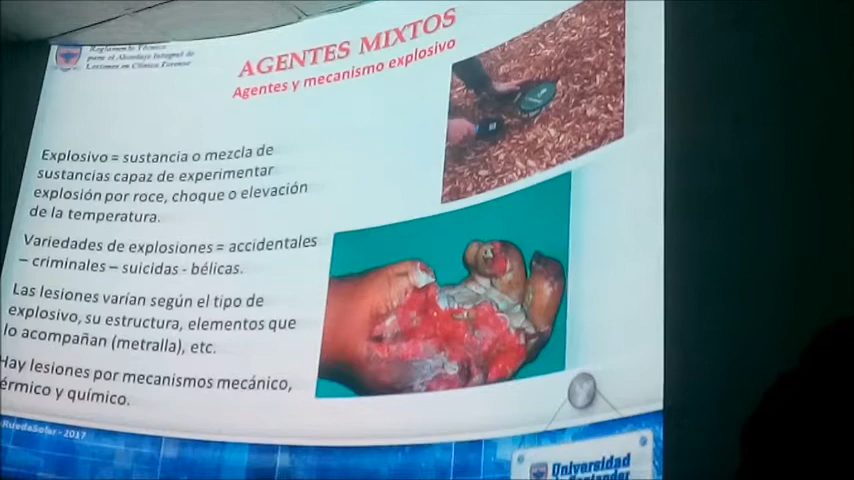 Reglamento Técnico
para el Abordaje Integral de
Lesiones en Clínica Forense
AGENTES MIXTOS
Agentes y mecanismo explosivo
Explosivo = sustancia o mezcla de
sustancias capaz de experimentar
explosión por roce, choque o elevación
de la temperatura.
Variedades de explosiones = accidentales
– criminales – suicidas - bélicas.
Las lesiones varían según el tipo de
explosivo, su estructura, elementos que
lo acompañan (metralla), etc.
Hay lesiones por mecanismos mecánico,
érmico y químico.
RuedaSolar - 2017
Universidad
de Santander